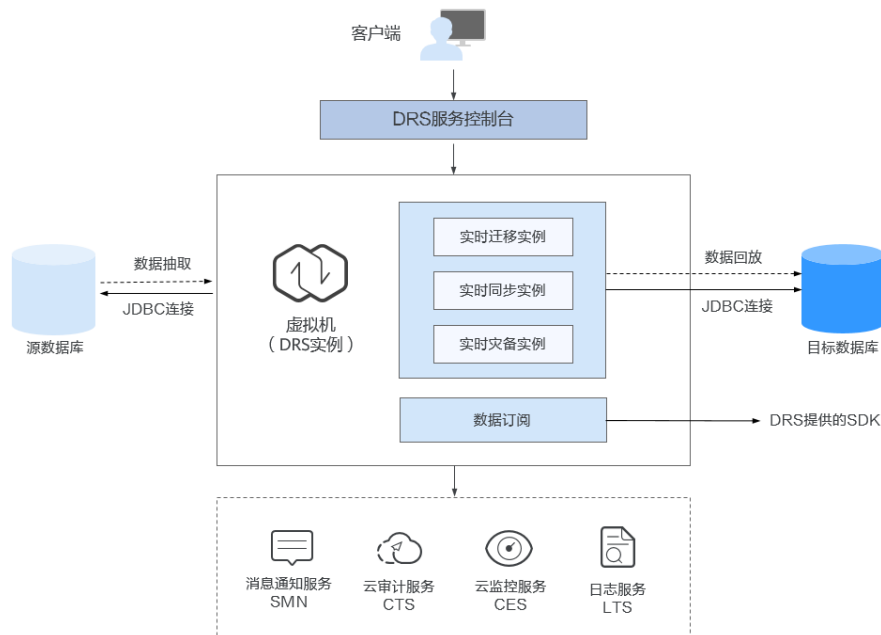 客户端
DRS服务控制台
实时迁移实例
数据抽取
数据回放
实时同步实例
JDBC连接
JDBC连接
虚拟机
（DRS实例）
源数据库
实时灾备实例
目标数据库
数据订阅
DRS提供的SDK
消息通知服务
SMN
云审计服务
CTS
云监控服务
CES
日志服务
LTS